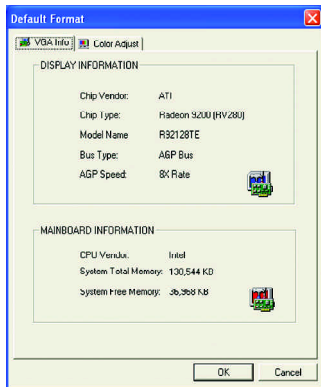 Default Format
VGA Info
Color Adjust
DISPLAY INFORMATION
Chip Vendor: ATI
Chip Type: Radeon 9200 (RV280)
Model Name R92128TE
Bus Type: AGP Bus
AGP Speed: 8X Rate
MAINBOARD INFORMATION
CPU Vendor: Intel
System Total Memory: 130,544 KB
System Free Memory: 36,968 KB
OK Cancel